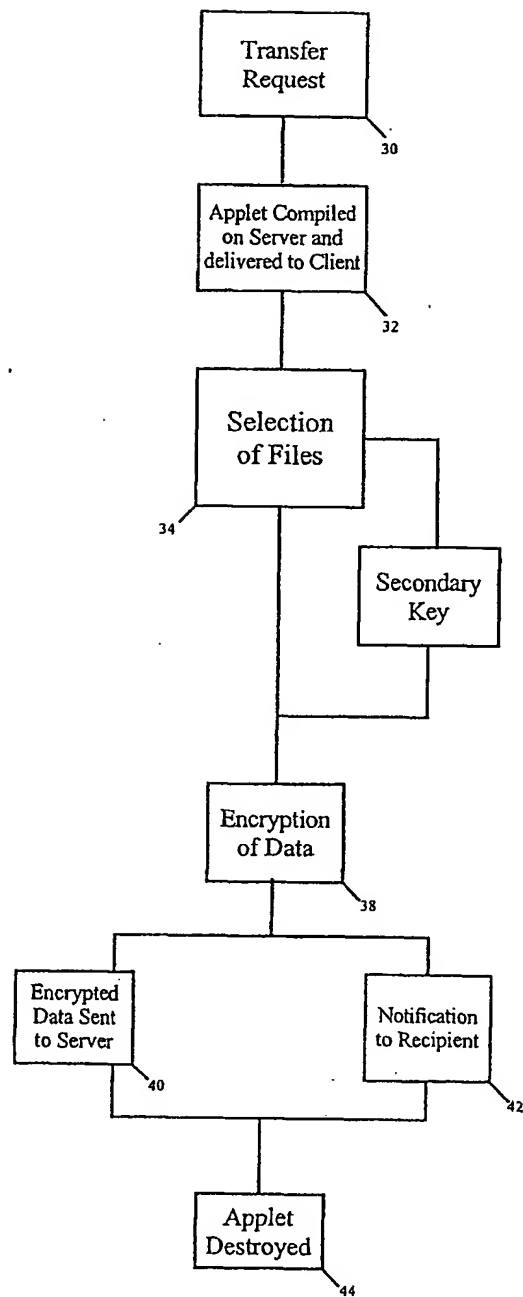 Transfer
Request
30
Applet Compiled
on Server and
delivered to Client
32
Selection
of Files
34
Secondary
Key
Encryption
of Data
38
Encrypted
Data Sent
to Server
40
Notification
to Recipient
42
Applet
Destroyed
44